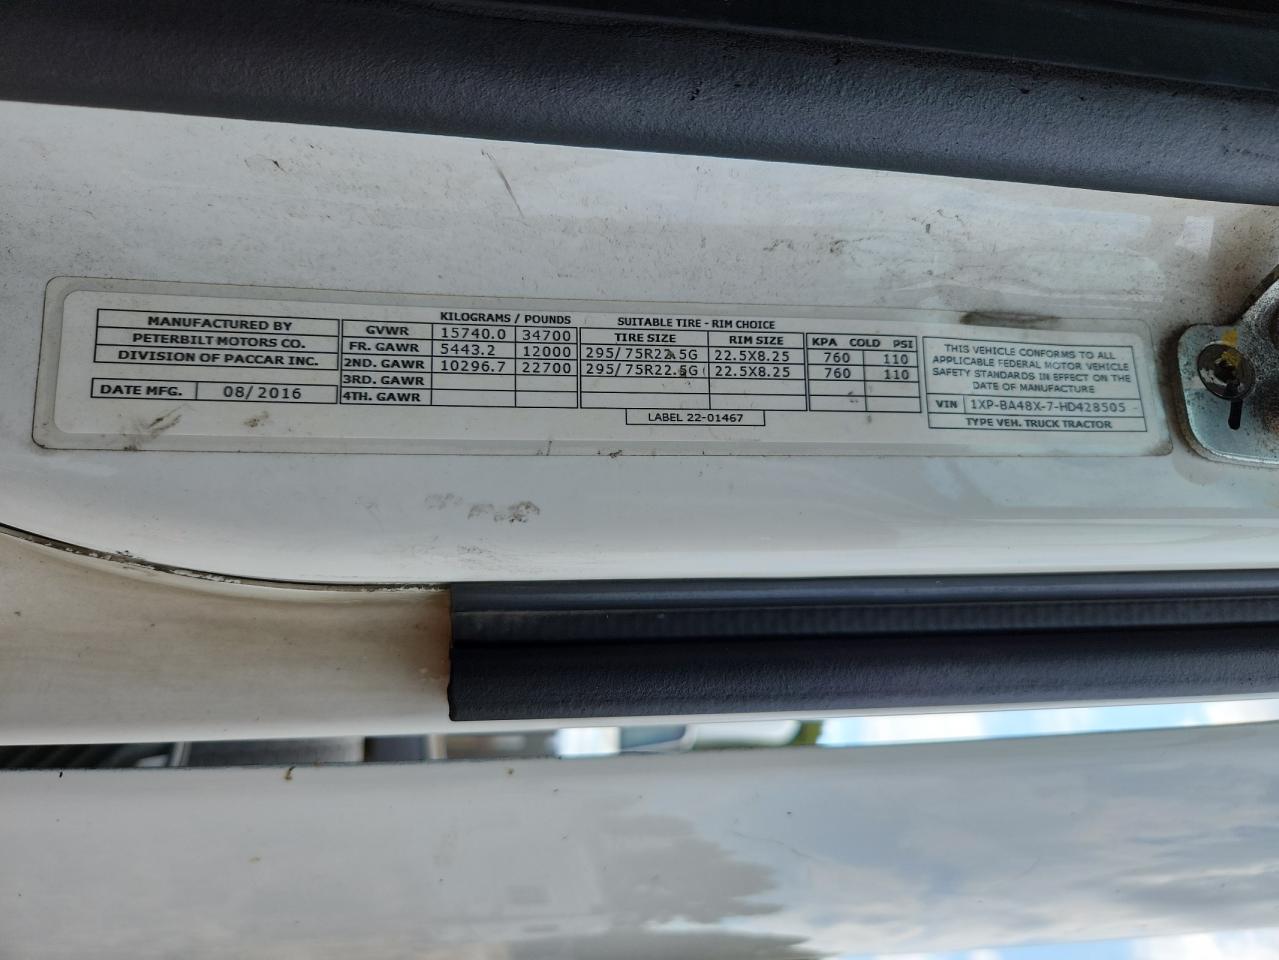 MANUFACTURED BY
PETERBILT MOTORS CO.
DIVISION OF PACCAR INC.
DATE MFG. 08/2016
KILOGRAMS / POUNDS
GVWR 15740.0 34700
FR. GAWR 5443.2 12000
2ND. GAWR 10296.7 22700
3RD. GAWR
4TH. GAWR
SUITABLE TIRE - RIM CHOICE
TIRE SIZE RIM SIZE KPA COLD PSI
295/75R22.5G 22.5X8.25 760 110
295/75R22.5G 22.5X8.25 760 110
LABEL 22-01467
THIS VEHICLE CONFORMS TO ALL
APPLICABLE FEDERAL MOTOR VEHICLE
SAFETY STANDARDS IN EFFECT ON THE
DATE OF MANUFACTURE
VIN 1XP-BA48X-7-HD428505
TYPE VEH. TRUCK TRACTOR